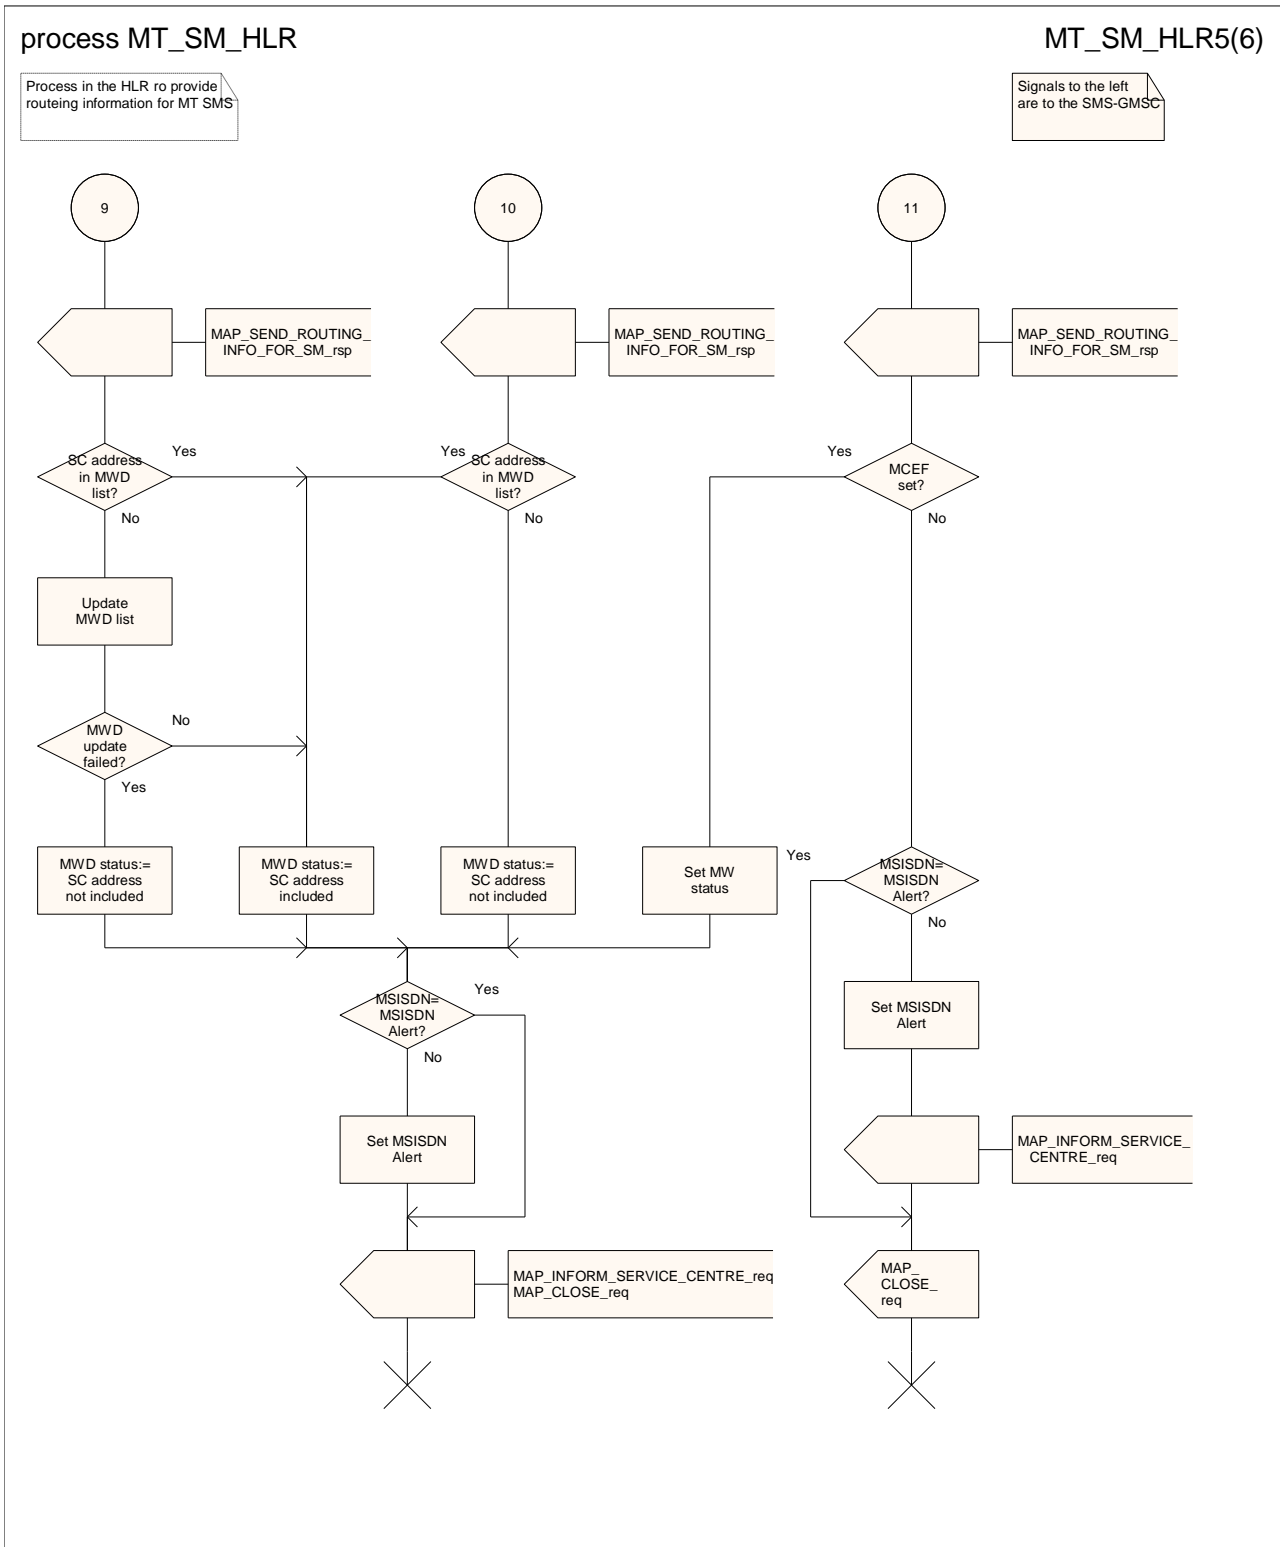 process MT_SM_HLR
MT_SM_HLR5(6)
Process in the HLR ro provide
routeing information for MT SMS
Signals to the left
are to the SMS-GMSC
9
10
11
MAP_SEND_ROUTING_
INFO_FOR_SM_rsp
MAP_SEND_ROUTING_
INFO_FOR_SM_rsp
MAP_SEND_ROUTING_
INFO_FOR_SM_rsp
SC address
in MWD
list?
Yes
No
Yes
SC address
in MWD
list?
No
Yes
MCEF
set?
No
Update
MWD list
MWD
update
failed?
No
Yes
MWD status:=
SC address
not included
MWD status:=
SC address
included
MWD status:=
SC address
not included
Set MW
status
Yes
MSISDN=
MSISDN
Alert?
No
MSISDN=
MSISDN
Alert?
Yes
No
Set MSISDN
Alert
Set MSISDN
Alert
MAP_INFORM_SERVICE_
CENTRE_req
MAP_INFORM_SERVICE_CENTRE_req
MAP_CLOSE_req
MAP_
CLOSE_
req